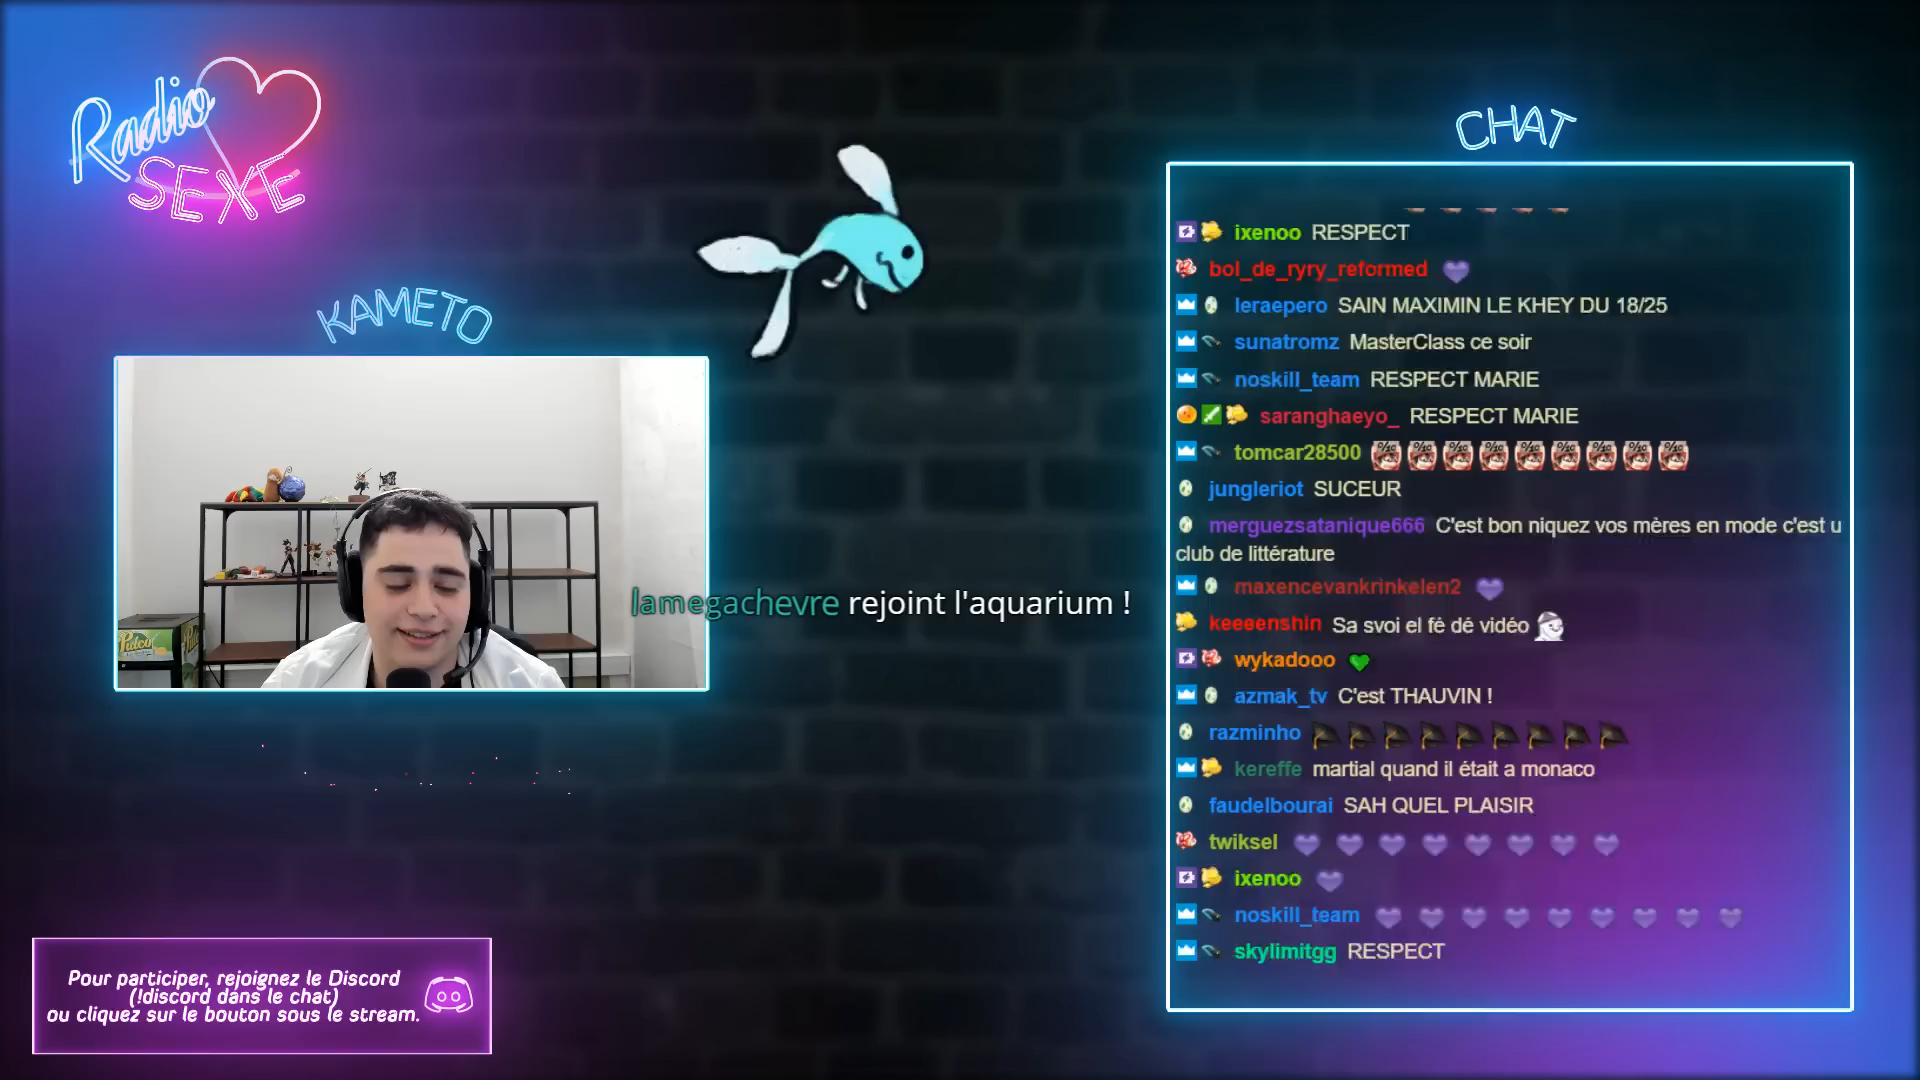 Radio
SEXE
KAMETO
Pulco
lamegachevre rejoint l'aquarium !
Pour participer, rejoignez le Discord
(!discord dans le chat)
ou cliquez sur le bouton sous le stream.
CHAT
ixenoo RESPECT
bol_de_ryry_reformed
leraepero SAIN MAXIMIN LE KHEY DU 18/25
sunatromz MasterClass ce soir
noskill_team RESPECT MARIE
saranghaeyo_ RESPECT MARIE
tomcar28500
jungleriot SUCEUR
merguezsatanique666 C'est bon niquez vos mères en mode c'est u
club de littérature
maxencevankrinkelen2
keeeenshin Sa svoi el fé dé vidéo
wykadooo
azmak_tv C'est THAUVIN !
razminho
kereffe martial quand il était a monaco
faudelbourai SAH QUEL PLAISIR
twiksel
ixenoo
noskill_team
skylimitgg RESPECT